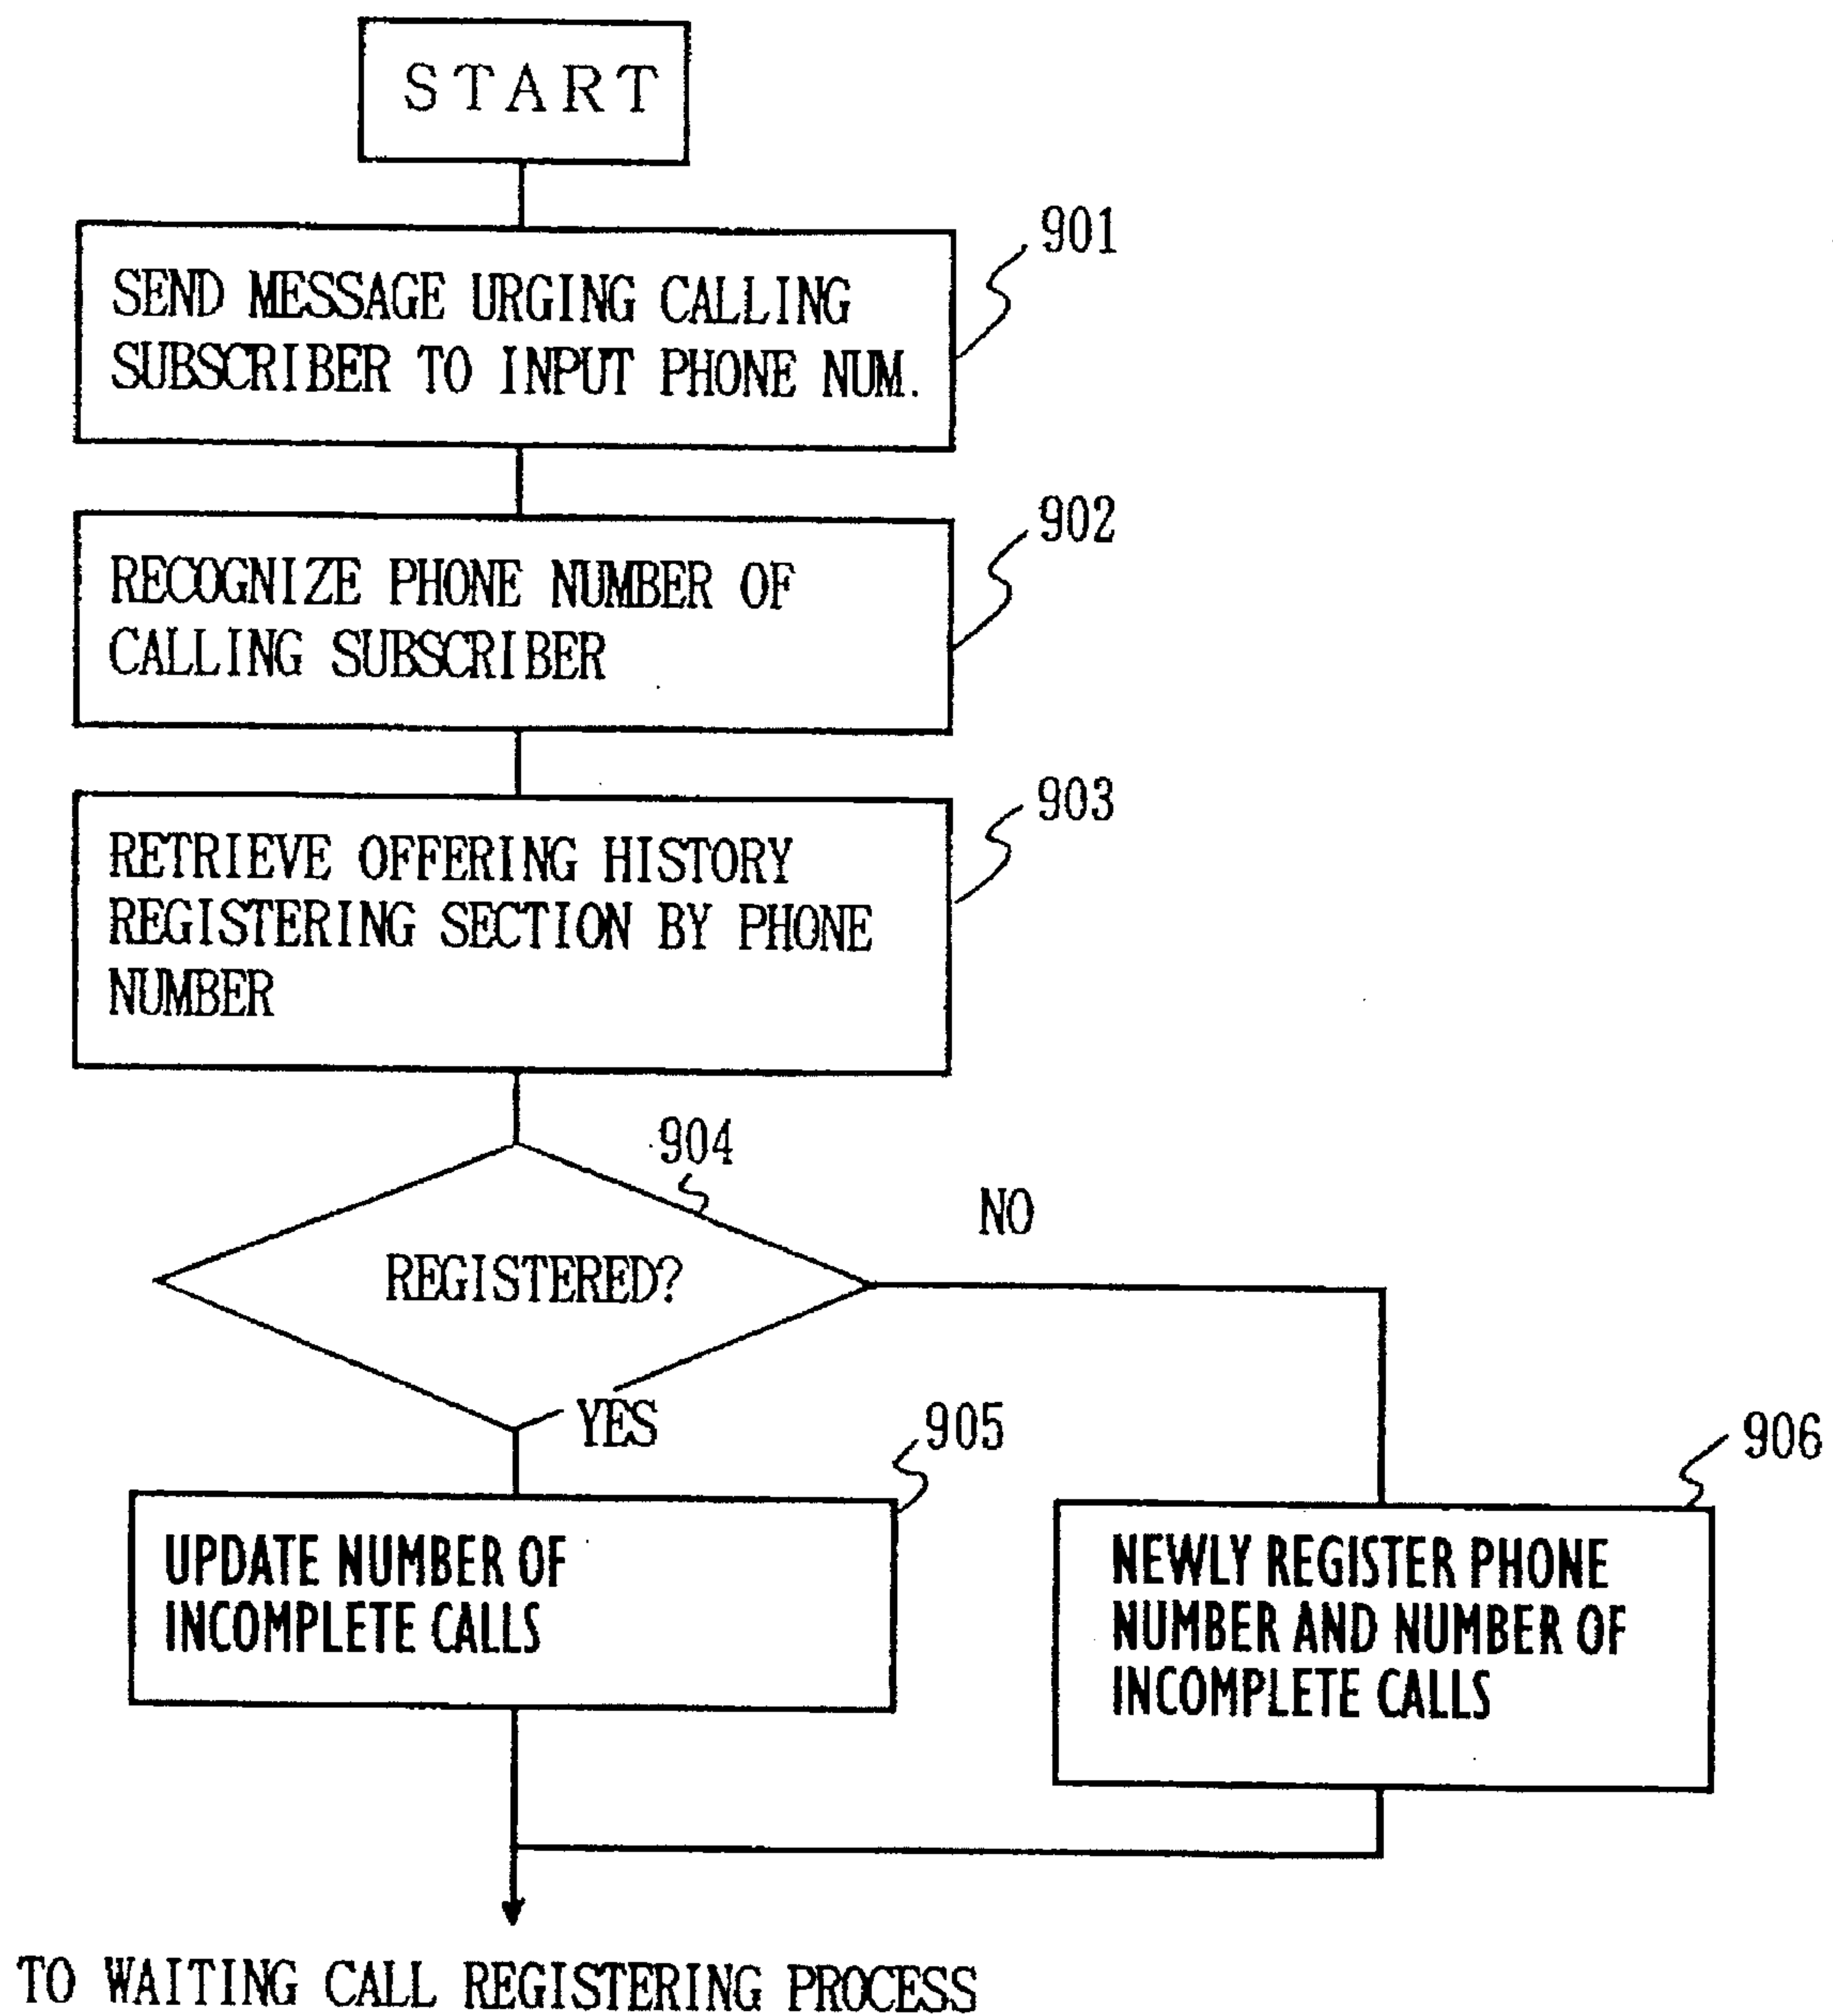 START
901
SEND MESSAGE URGING CALLING
SUBSCRIBER TO INPUT PHONE NUM.
902
RECOGNIZE PHONE NUMBER OF
CALLING SUBSCRIBER
903
RETRIEVE OFFERING HISTORY
REGISTERING SECTION BY PHONE
NUMBER
904
NO
REGISTERED?
YES
905
906
UPDATE NUMBER OF
INCOMPLETE CALLS
NEWLY REGISTER PHONE
NUMBER AND NUMBER OF
INCOMPLETE CALLS
TO WAITING CALL REGISTERING PROCESS